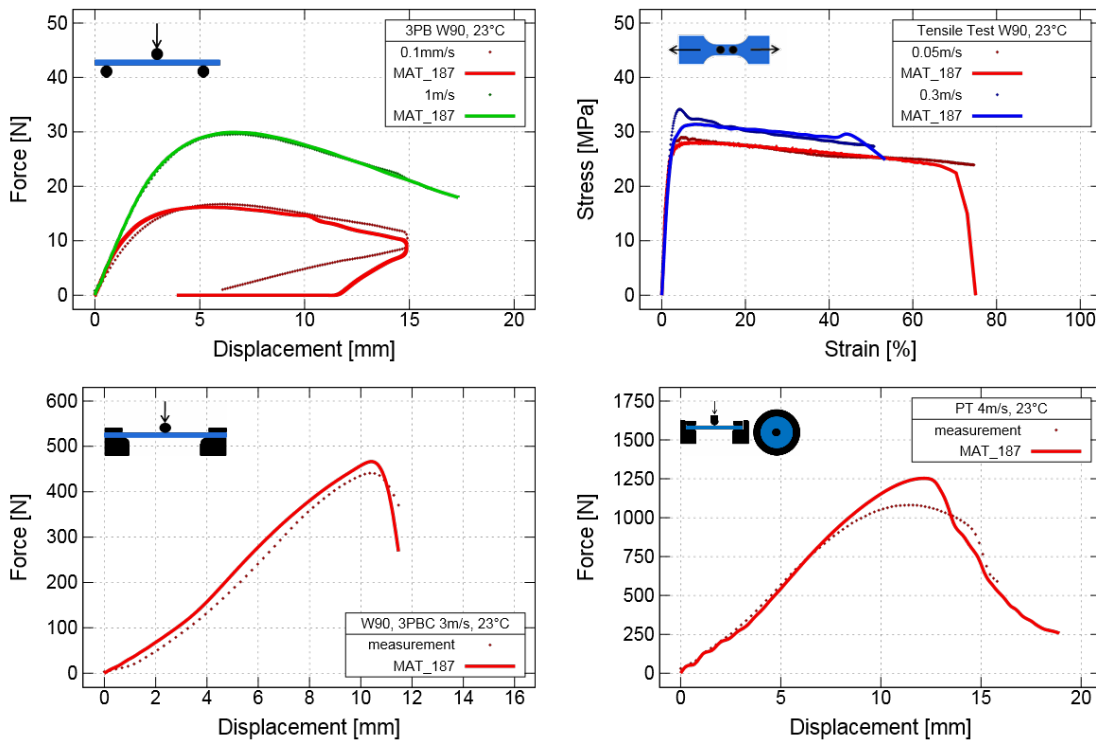 3PB W90, 23°C
0.1mm/s
MAT_187
1m/s
MAT_187
50
40
30
20
10
0
Force [N]
0 5 10 15 20
Displacement [mm]
Tensile Test W90, 23°C
0.05m/s
MAT_187
0.3m/s
MAT_187
50
40
30
20
10
0
Stress [MPa]
0 20 40 60 80 100
Strain [%]
600
500
400
300
200
100
0
Force [N]
W90, 3PBC 3m/s, 23°C
measurement
MAT_187
0 2 4 6 8 10 12 14 16
Displacement [mm]
PT 4m/s, 23°C
measurement
MAT_187
1750
1500
1250
1000
750
500
250
0
Force [N]
0 5 10 15 20
Displacement [mm]